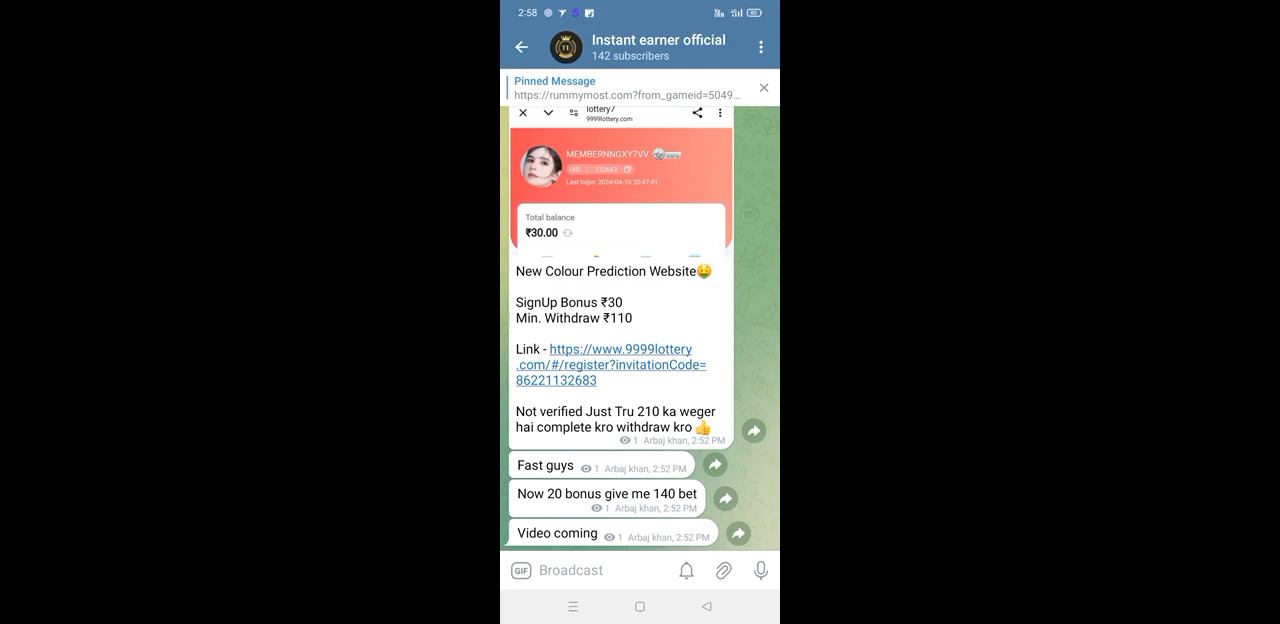 2:58
Instant earner official
142 subscribers
Pinned Message
https://rummymost.com?from_gameid=5049...
lottery7
9999lottery.com
MEMBERNNGXY7VV
UID | 132683
Last login: 2024-04-10 20:47:41
Total balance
₹30.00
New Colour Prediction Website🤑
SignUp Bonus ₹30
Min. Withdraw ₹110
Link - https://www.9999lottery
.com/#/register?invitationCode=
86221132683
Not verified Just Tru 210 ka weger
hai complete kro withdraw kro 👍
1 Arbaj khan, 2:52 PM
Fast guys 1 Arbaj khan, 2:52 PM
Now 20 bonus give me 140 bet
1 Arbaj khan, 2:52 PM
Video coming 1 Arbaj khan, 2:52 PM
GIF Broadcast